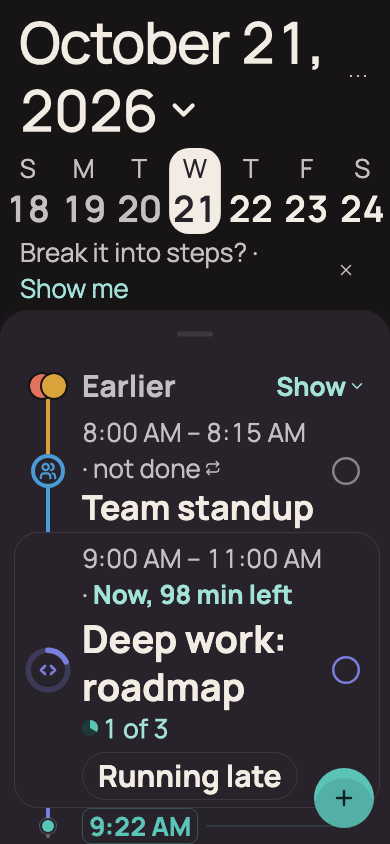 October 21,
2026
...
S M T W T F S
18 19 20 21 22 23 24
Break it into steps? ·
Show me
Earlier
Show
8:00 AM – 8:15 AM
· not done
Team standup
9:00 AM – 11:00 AM
· Now, 98 min left
Deep work:
roadmap
1 of 3
Running late
9:22 AM